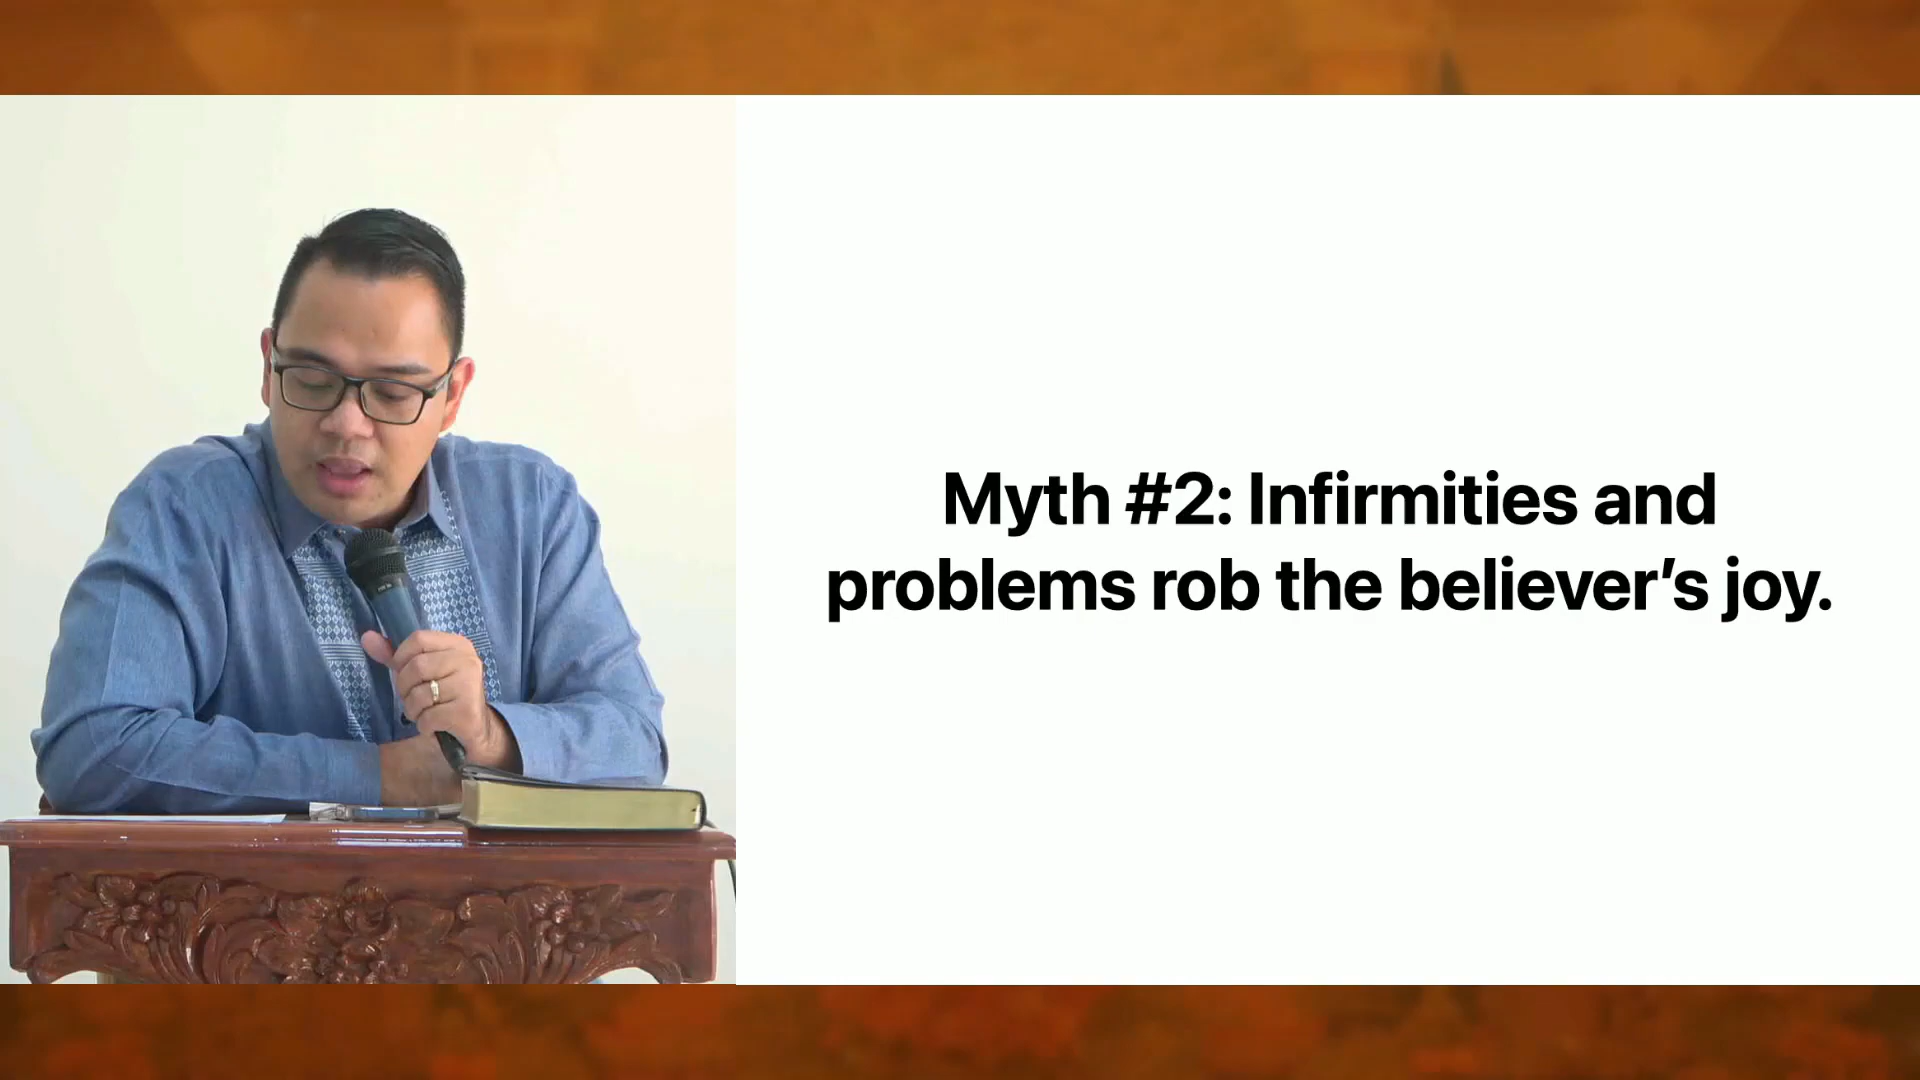 Myth #2: Infirmities and
problems rob the believer’s joy.